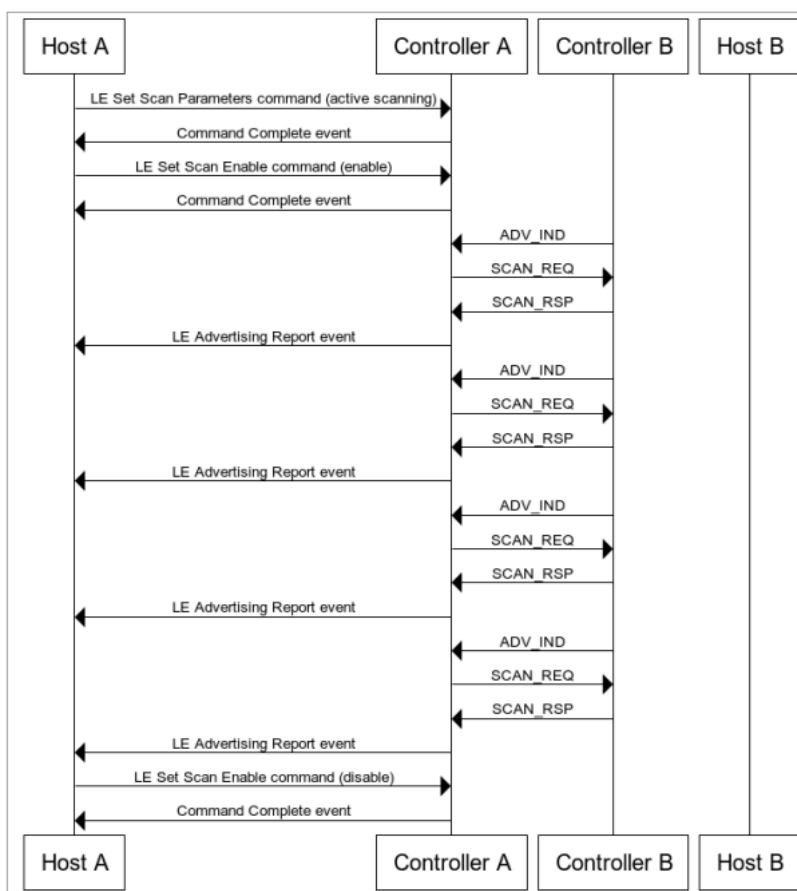 Host A Controller A Controller B Host B
LE Set Scan Parameters command (active scanning)
Command Complete event
LE Set Scan Enable command (enable)
Command Complete event
ADV_IND
SCAN_REQ
SCAN_RSP
LE Advertising Report event
ADV_IND
SCAN_REQ
SCAN_RSP
LE Advertising Report event
ADV_IND
SCAN_REQ
SCAN_RSP
LE Advertising Report event
ADV_IND
SCAN_REQ
SCAN_RSP
LE Advertising Report event
LE Set Scan Enable command (disable)
Command Complete event
Host A Controller A Controller B Host B